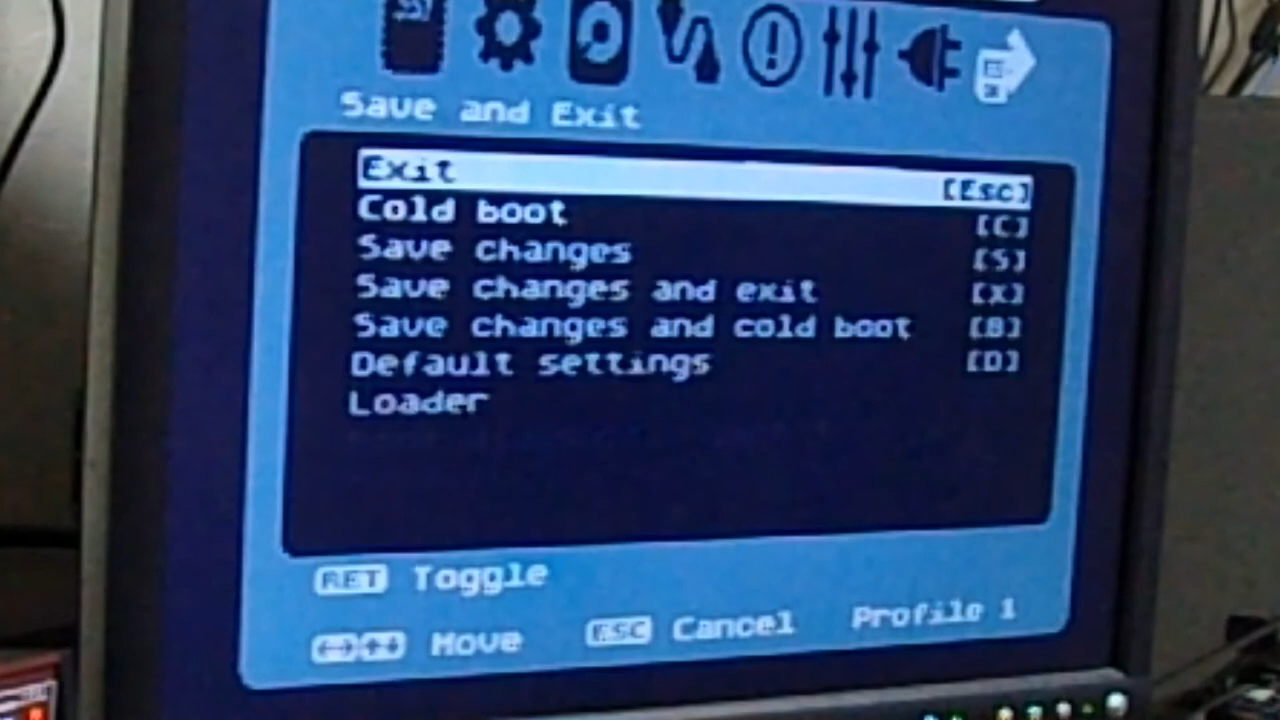 Save and Exit
Exit [Esc]
Cold boot [C]
Save changes [S]
Save changes and exit [X]
Save changes and cold boot [B]
Default settings [D]
Loader
RET Toggle
Move ESC Cancel Profile 1